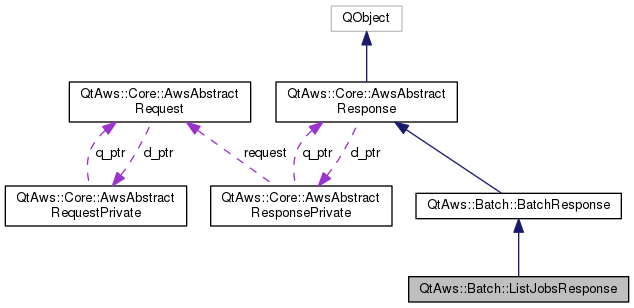 QObject
QtAws::Core::AwsAbstract
Request
QtAws::Core::AwsAbstract
Response
q_ptr
d_ptr
request
q_ptr
d_ptr
QtAws::Core::AwsAbstract
RequestPrivate
QtAws::Core::AwsAbstract
ResponsePrivate
QtAws::Batch::BatchResponse
QtAws::Batch::ListJobsResponse